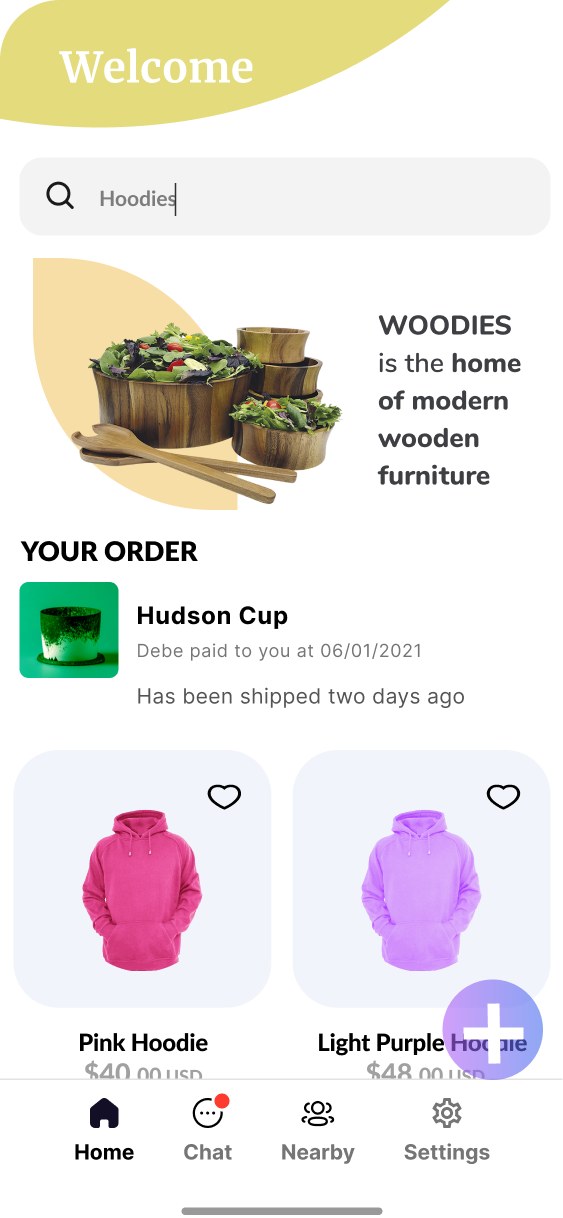 Welcome
Hoodies
WOODIES
is the home
of modern
wooden
furniture
YOUR ORDER
Hudson Cup
Debe paid to you at 06/01/2021
Has been shipped two days ago
Pink Hoodie
Light Purple Hoodie
$40.00 USD
$48.00 USD
Home
Chat
Nearby
Settings